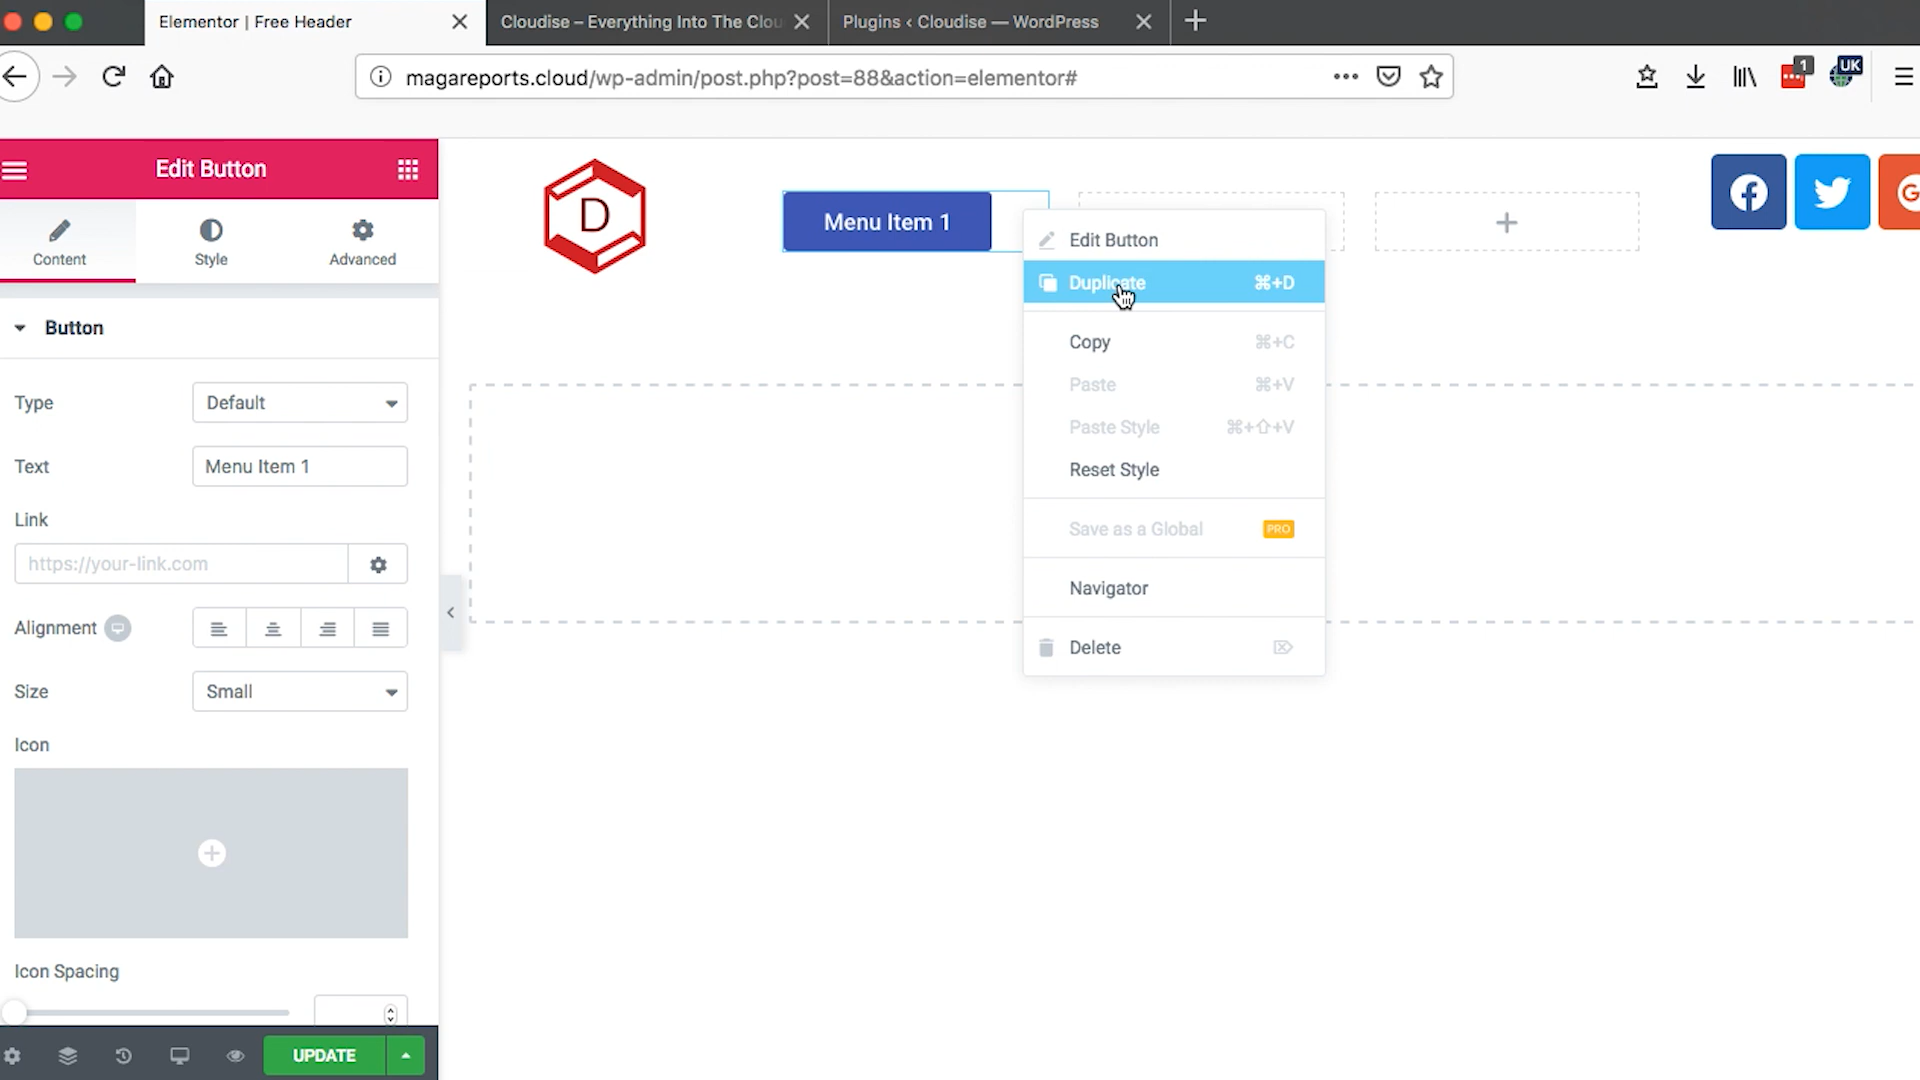 Elementor | Free Header
Cloudise – Everything Into The Clou
Plugins ‹ Cloudise — WordPress
magareports.cloud/wp-admin/post.php?post=88&action=elementor#
1
UK
Edit Button
Content
Style
Advanced
Button
Type
Default
Text
Menu Item 1
Link
https://your-link.com
Alignment
Size
Small
Icon
Icon Spacing
UPDATE
D
Menu Item 1
Edit Button
Duplicate ⌘+D
Copy ⌘+C
Paste ⌘+V
Paste Style ⌘+⇧+V
Reset Style
Save as a Global PRO
Navigator
Delete ⌦
G